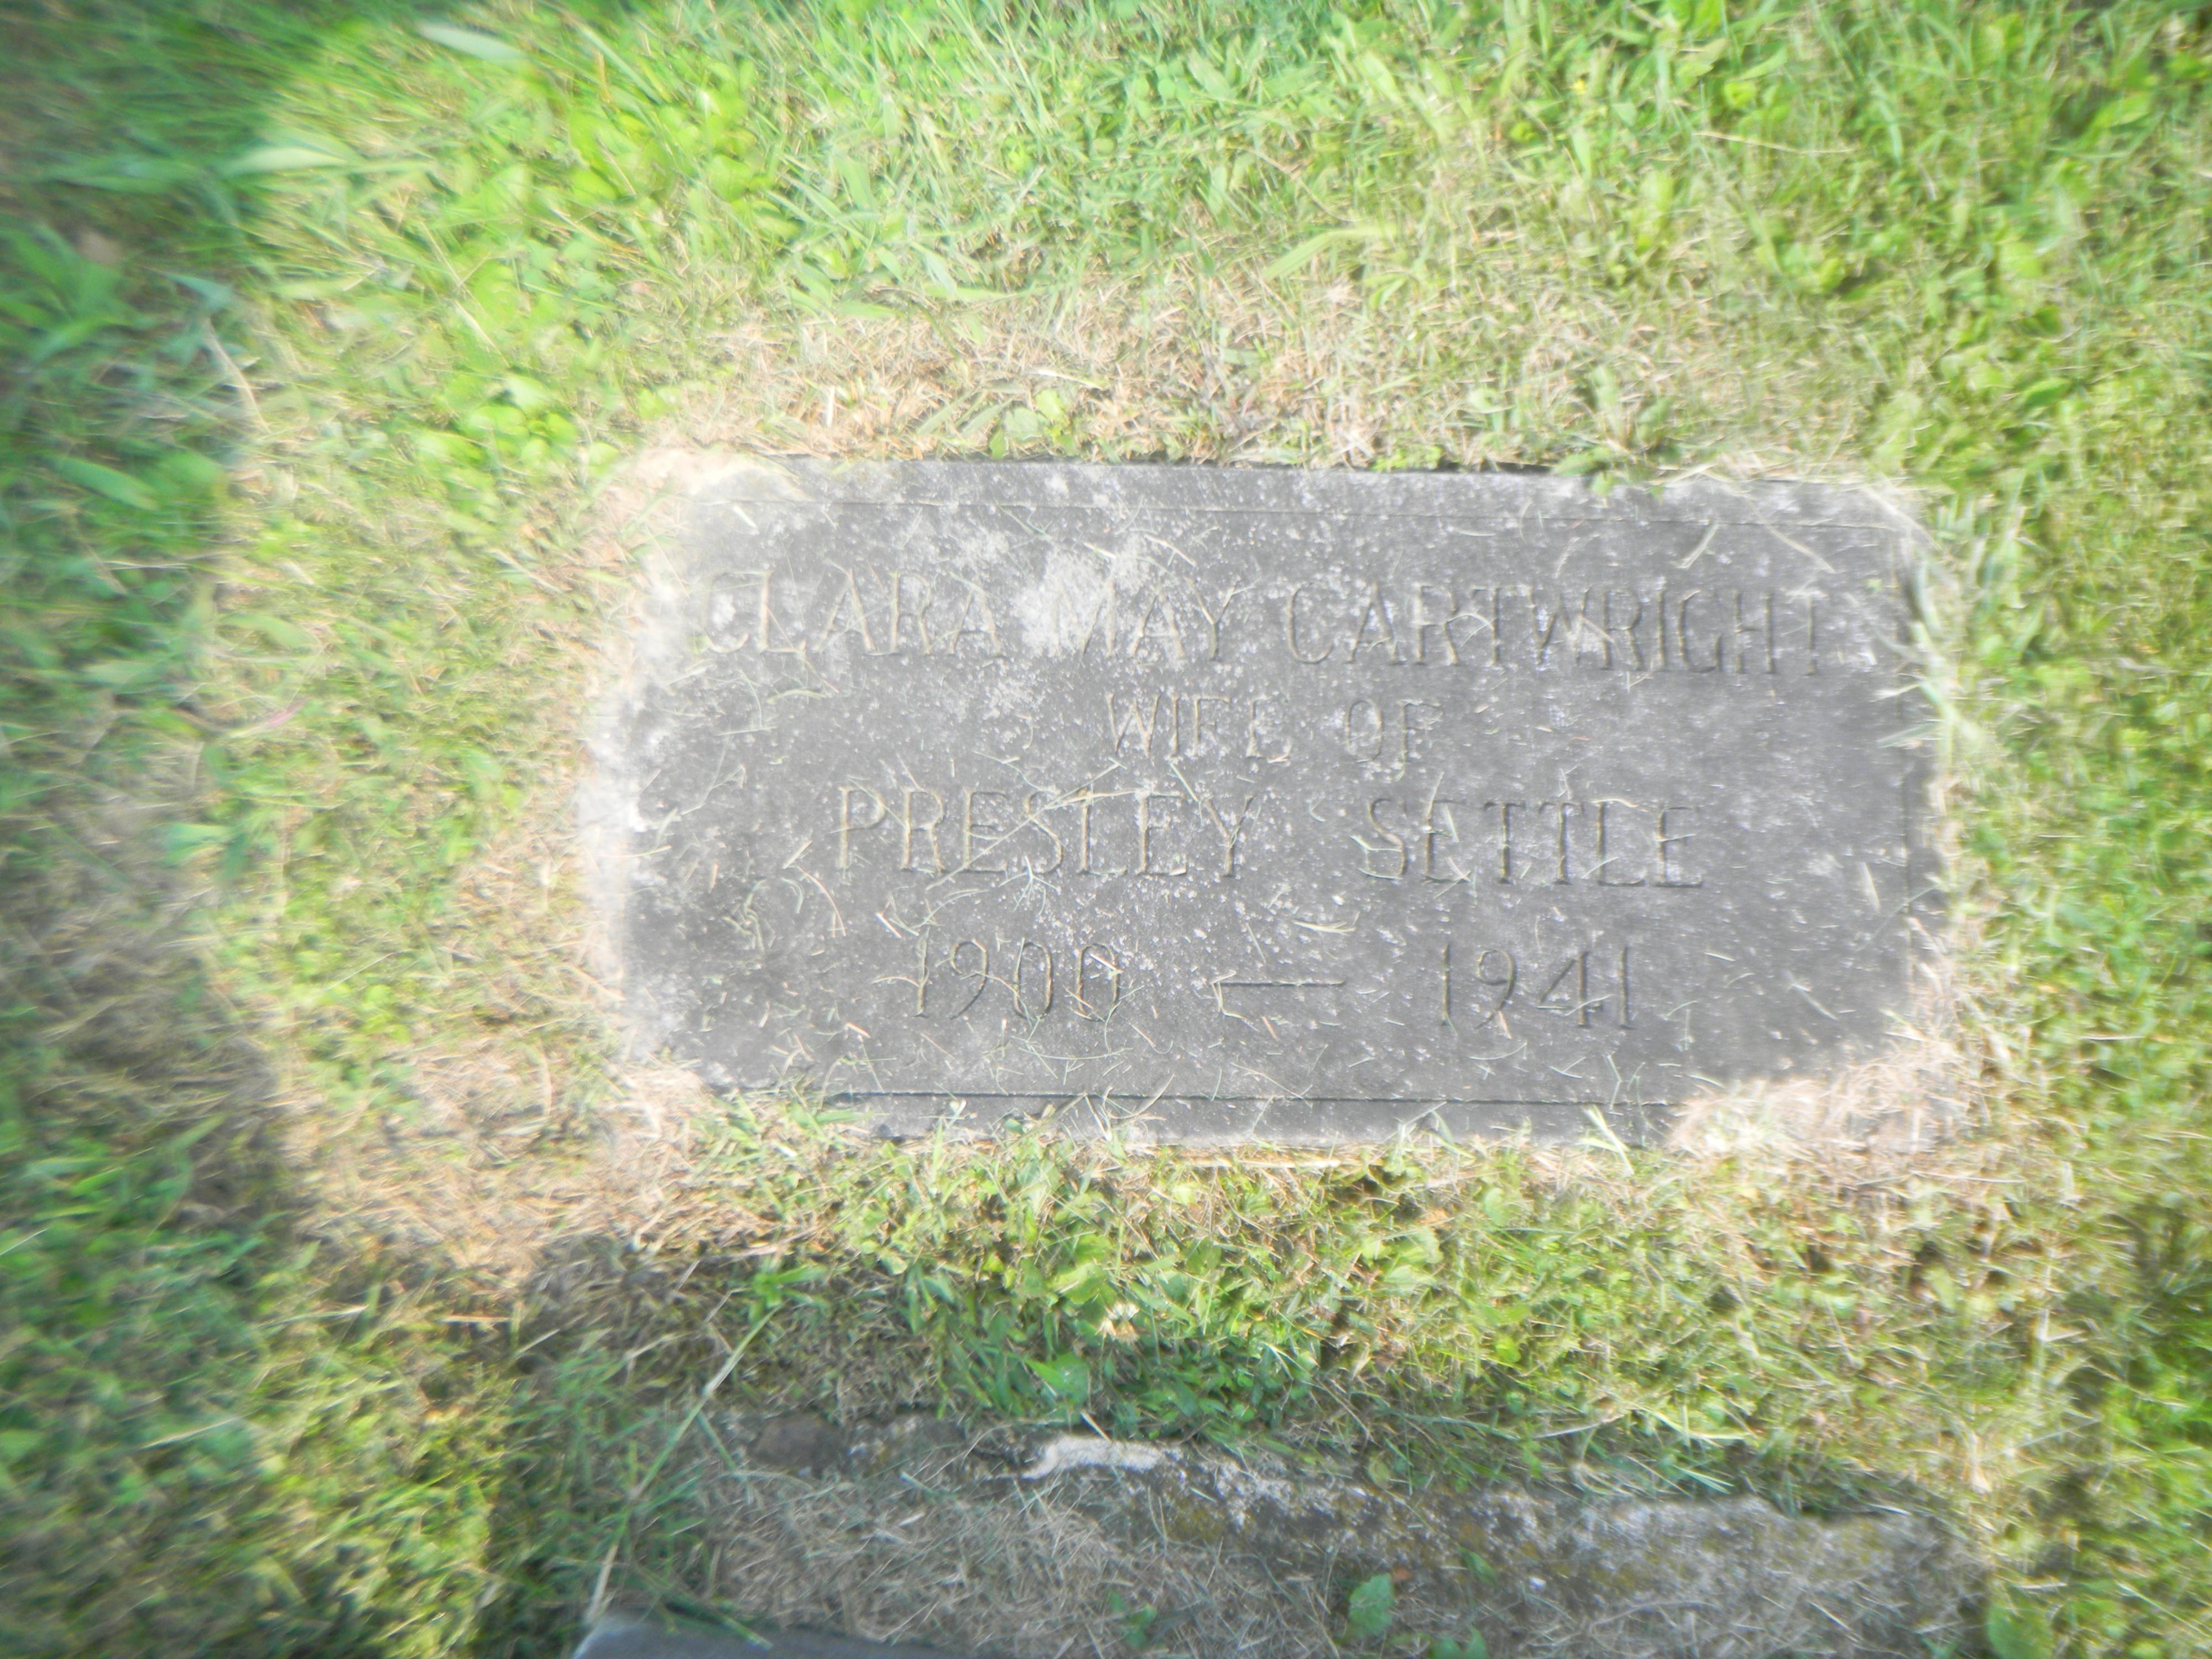 CLARA MAY CARTWRIGHT
WIFE OF
PRESLEY SETTLE
1900 — 1941